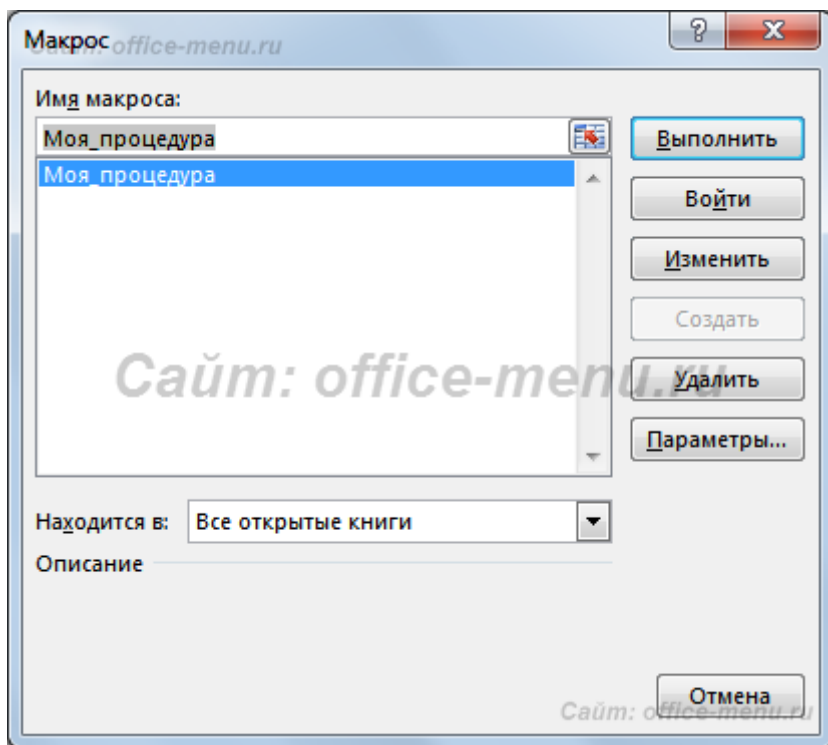 Макрос
Сайт: office-menu.ru
Имя макроса:
Моя_процедура
Моя_процедура
Выполнить
Войти
Изменить
Создать
Сайт: office-menu.ru
Удалить
Параметры...
Находится в: Все открытые книги
Описание
Отмена
Сайт: office-menu.ru